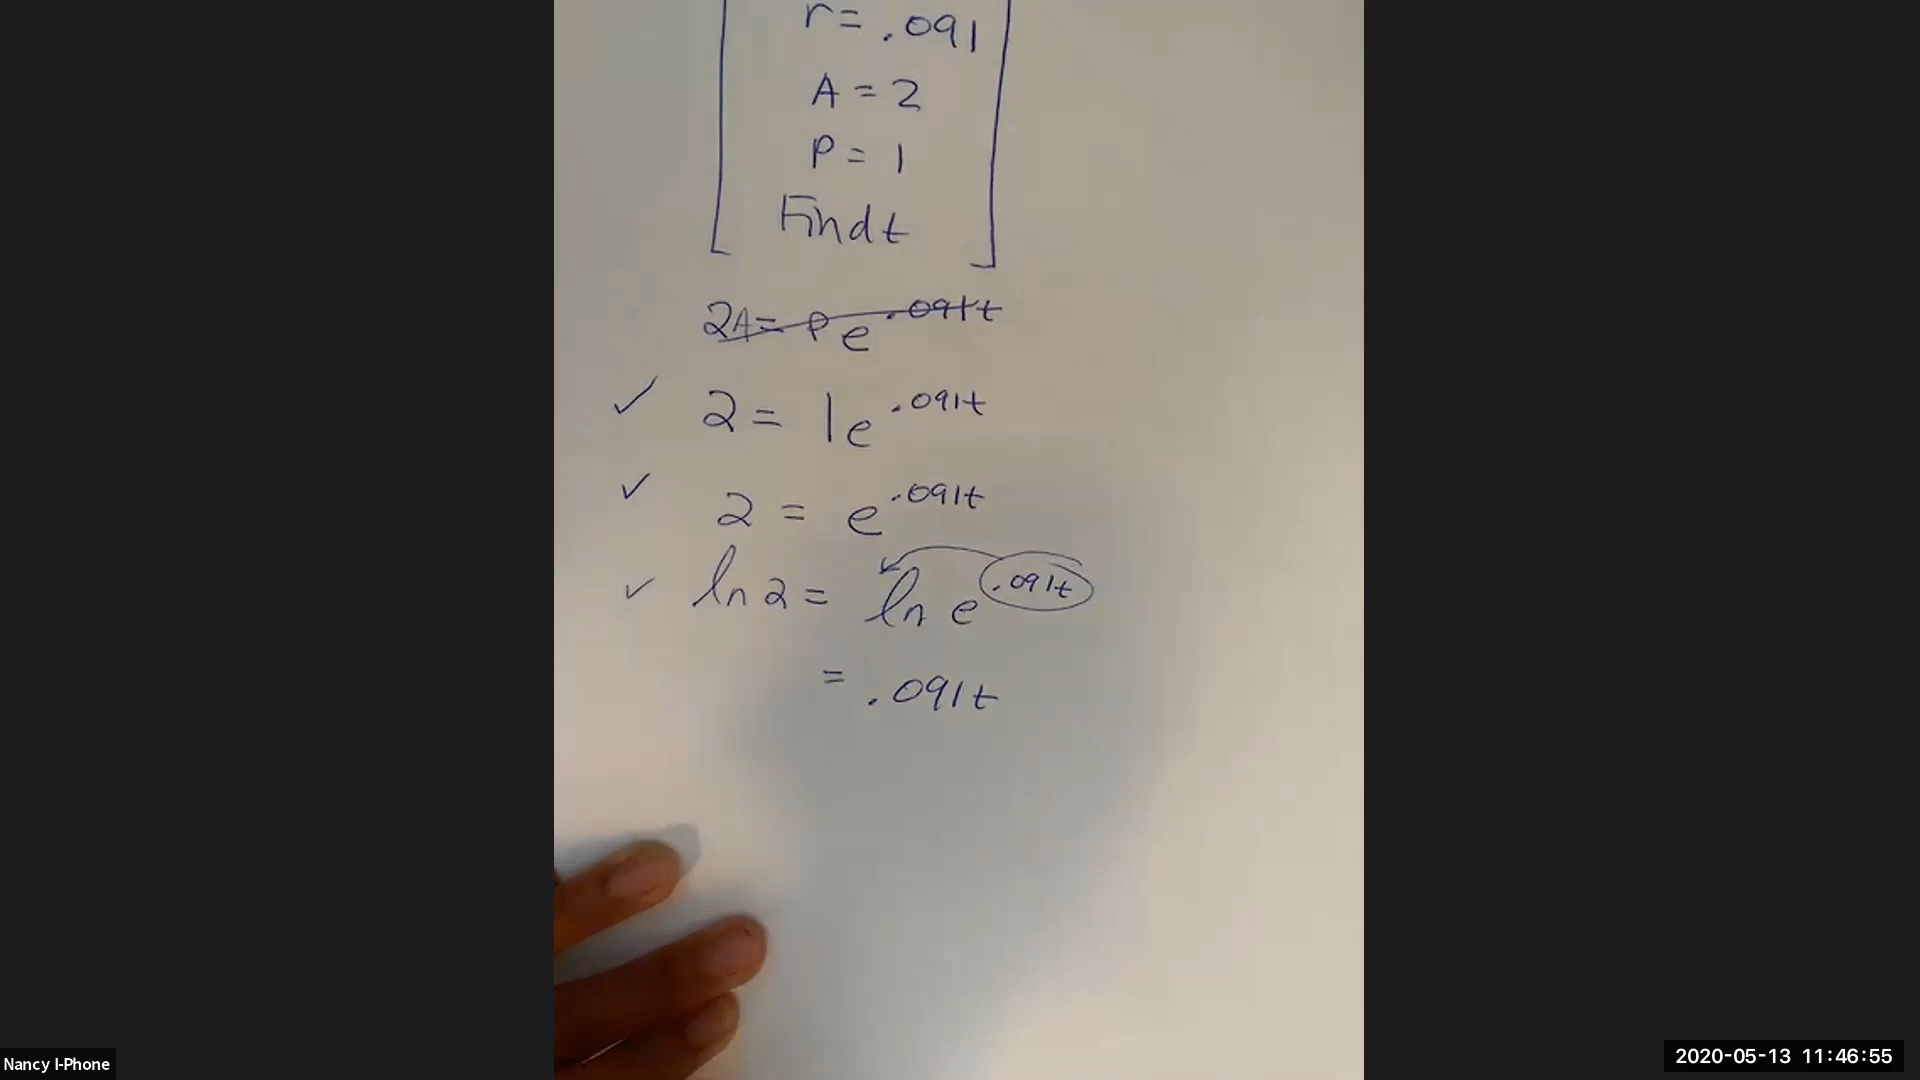 r = .091
A = 2
P = 1
Find t
2A = Pe^.091t
✓ 2 = 1e^.091t
✓ 2 = e^.091t
✓ ln 2 = ln e^.091t
= .091t
Nancy I-Phone
2020-05-13 11:46:55